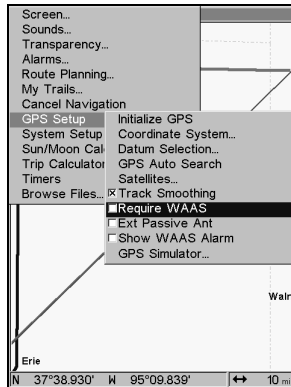 Screen...
Sounds...
Transparency...
Alarms...
Route Planning...
My Trails...
Cancel Navigation
GPS Setup
System Setup
Sun/Moon Cal
Trip Calculator
Timers
Browse Files...
Initialize GPS
Coordinate System...
Datum Selection...
GPS Auto Search
Satellites...
Track Smoothing
Require WAAS
Ext Passive Ant
Show WAAS Alarm
GPS Simulator...
Waln
Erie
N 37°38.930' W 95°09.839' ↔ 10 mi